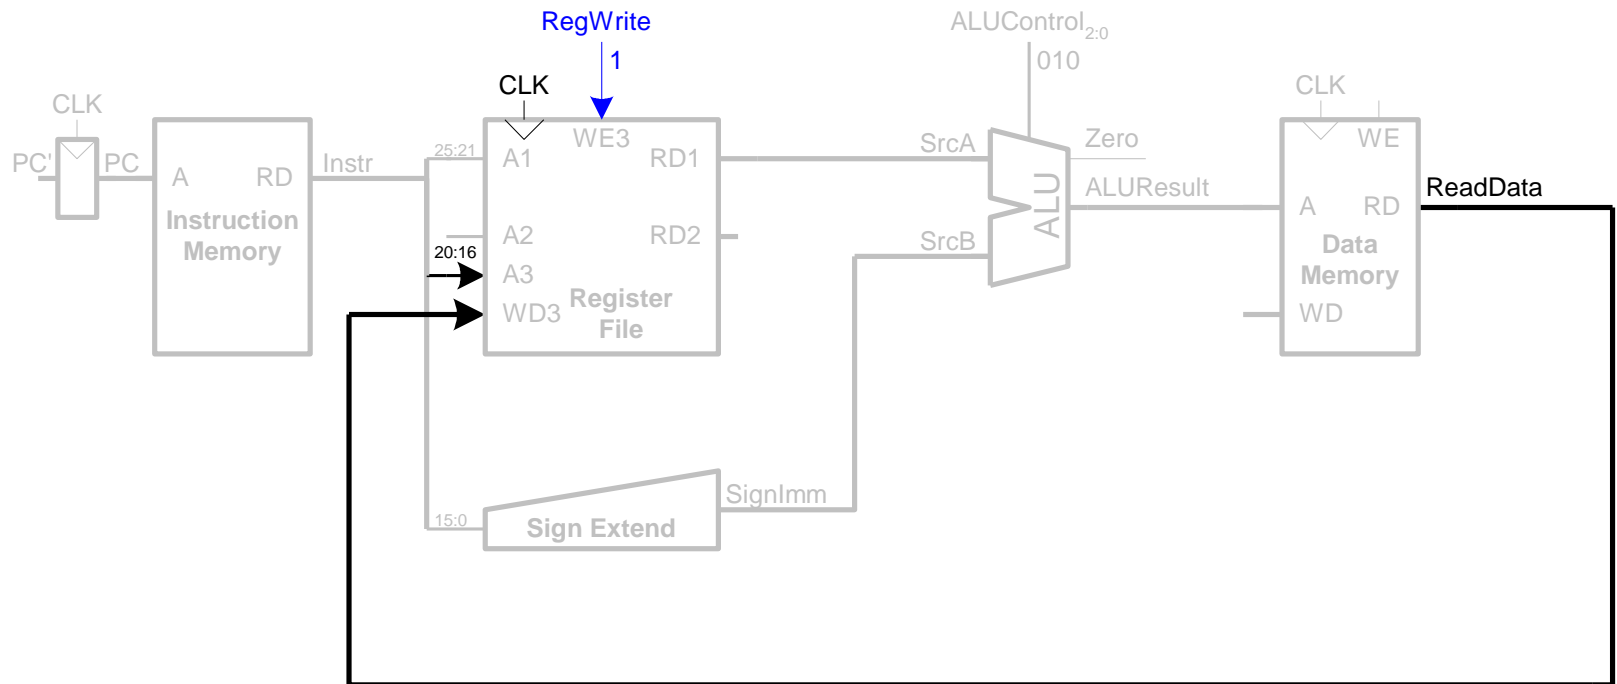 RegWrite
ALUControl2:0
1
010
CLK
CLK
CLK
PC'
PC
A
RD
Instruction
Memory
Instr
25:21
A1
WE3
RD1
A2
RD2
20:16
A3
WD3
Register
File
SrcA
SrcB
ALU
Zero
ALUResult
WE
A
RD
Data
Memory
WD
ReadData
15:0
Sign Extend
SignImm